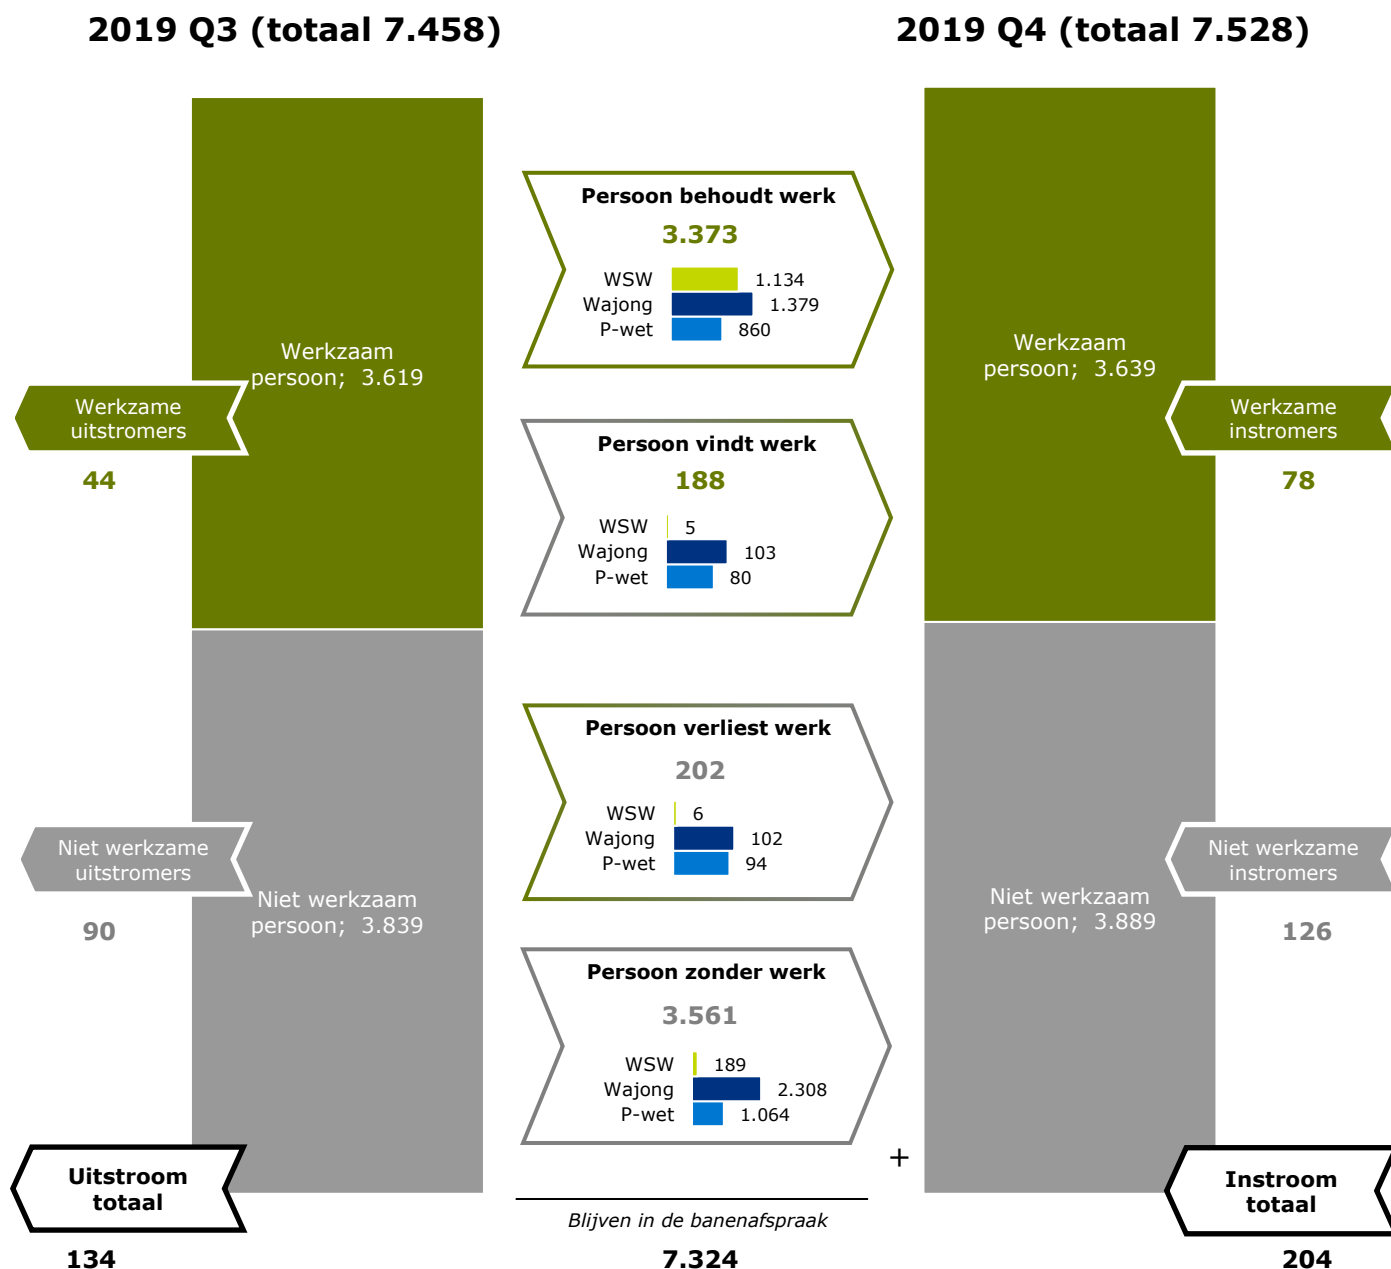 2019 Q3 (totaal 7.458)
2019 Q4 (totaal 7.528)
Werkzaam
persoon; 3.619
Werkzame
uitstromers
44
Niet werkzaam
persoon; 3.839
Niet werkzame
uitstromers
90
Uitstroom
totaal
134
Persoon behoudt werk
3.373
WSW 1.134
Wajong 1.379
P-wet 860
Persoon vindt werk
188
WSW 5
Wajong 103
P-wet 80
Persoon verliest werk
202
WSW 6
Wajong 102
P-wet 94
Persoon zonder werk
3.561
WSW 189
Wajong 2.308
P-wet 1.064
+
Blijven in de banenafspraak
7.324
Werkzaam
persoon; 3.639
Werkzame
instromers
78
Niet werkzaam
persoon; 3.889
Niet werkzame
instromers
126
Instroom
totaal
204